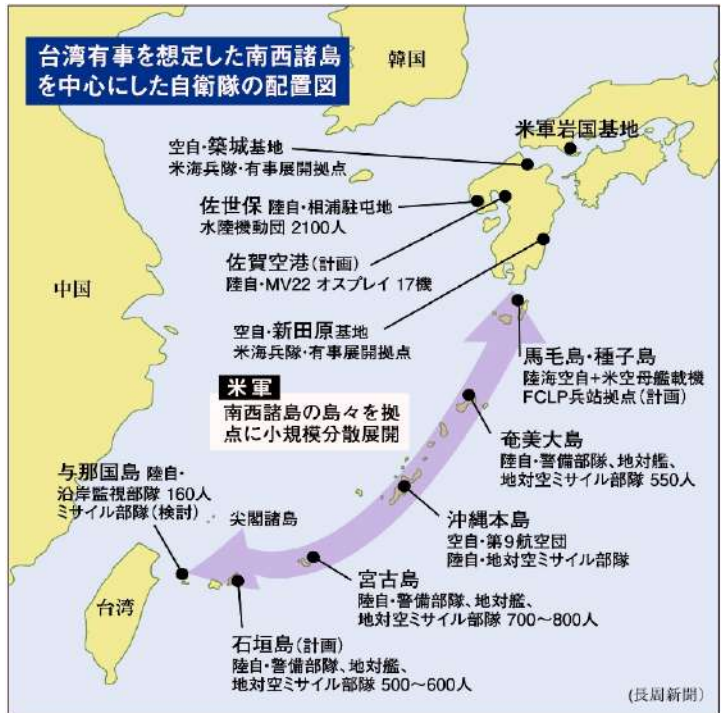 台湾有事を想定した南西諸島
を中心にした自衛隊の配置図
韓国
米軍岩国基地
空自・築城基地
米海兵隊・有事展開拠点
佐世保 陸自・相浦駐屯地
水陸機動団 2100人
佐賀空港(計画)
陸自・MV22 オスプレイ 17機
中国
空自・新田原基地
米海兵隊・有事展開拠点
馬毛島・種子島
陸海空自+米空母艦載機
FCLP兵站拠点(計画)
米軍
南西諸島の島々を拠
点に小規模分散展開
奄美大島
陸自・警備部隊、地対艦、
地対空ミサイル部隊 550人
与那国島 陸自・
沿岸監視部隊 160人
ミサイル部隊(検討)
尖閣諸島
沖縄本島
空自・第9航空団
陸自・地対空ミサイル部隊
台湾
宮古島
陸自・警備部隊、地対艦、
地対空ミサイル部隊 700〜800人
石垣島(計画)
陸自・警備部隊、地対艦、
地対空ミサイル部隊 500〜600人
(長周新聞)